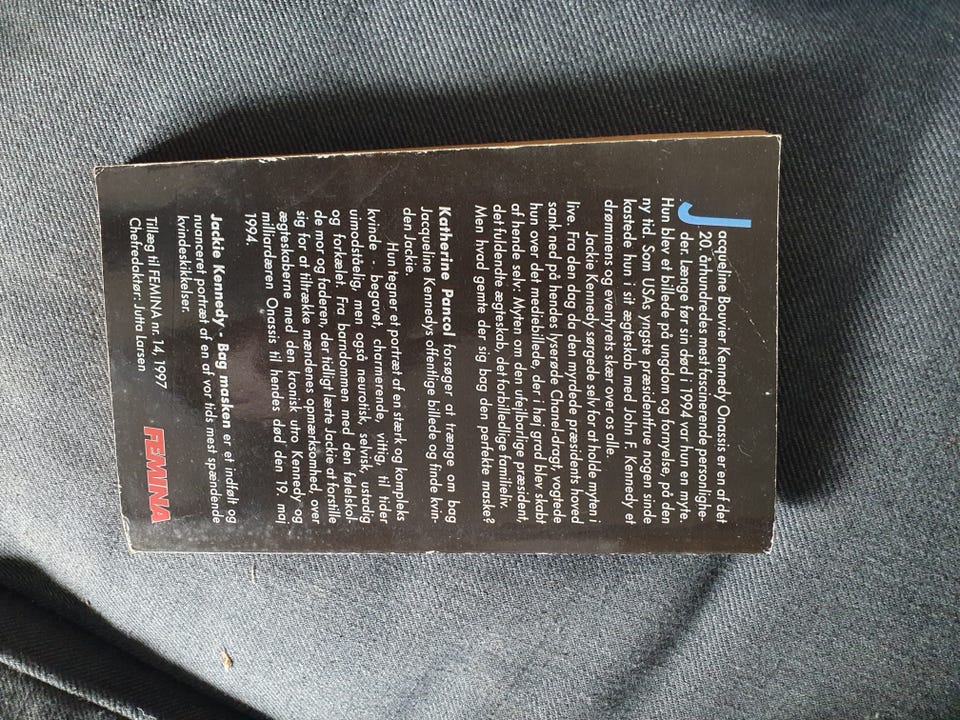 Jacqueline Bouvier Kennedy Onassis er en af det
20. århundredes mest fascinerende personlighe-
der. Længe før sin død i 1994 var hun en myte.
Hun blev et billede på ungdom og fornyelse, på den
ny tid. Som USAs yngste præsidentfrue nogen sinde
kastede hun i sit ægteskab med John F. Kennedy et
drømmens og eventyrets skær over os alle.
Jackie Kennedy sørgede selv for at holde myten i
live. Fra den dag da den myrdede præsidents hoved
sank ned på hendes lyserøde Chanel-dragt, vogtede
hun over det mediebillede, der i høj grad blev skabt
af hende selv. Myten om den ufejlbarlige præsident,
det fuldendte ægteskab, det forbilledlige familieliv.
Men hvad gemte der sig bag den perfekte maske?
Katherine Pancol forsøger at trænge om bag
Jacqueline Kennedys offentlige billede og finde kvin-
den Jackie.
Hun tegner et portræt af en stærk og kompleks
kvinde - begavet, charmerende, vittig, til tider
uimodståelig, men også neurotisk, selvisk, ustadig
og forkælet. Fra barndommen med den følelskol-
de mor og faderen, der tidligt lærte Jackie at forstille
sig for at tiltrække mændenes opmærksomhed, over
ægteskaberne med den kronisk utro Kennedy og
milliardæren Onassis til hendes død den 19. maj
1994.
Jackie Kennedy - Bag masken er et indfølt og
nuanceret portræt af en af vor tids mest spændende
kvindeskikkelser.
Tillæg til FEMINA nr. 14, 1997
Chefredaktør: Jutta Larsen
FEMINA